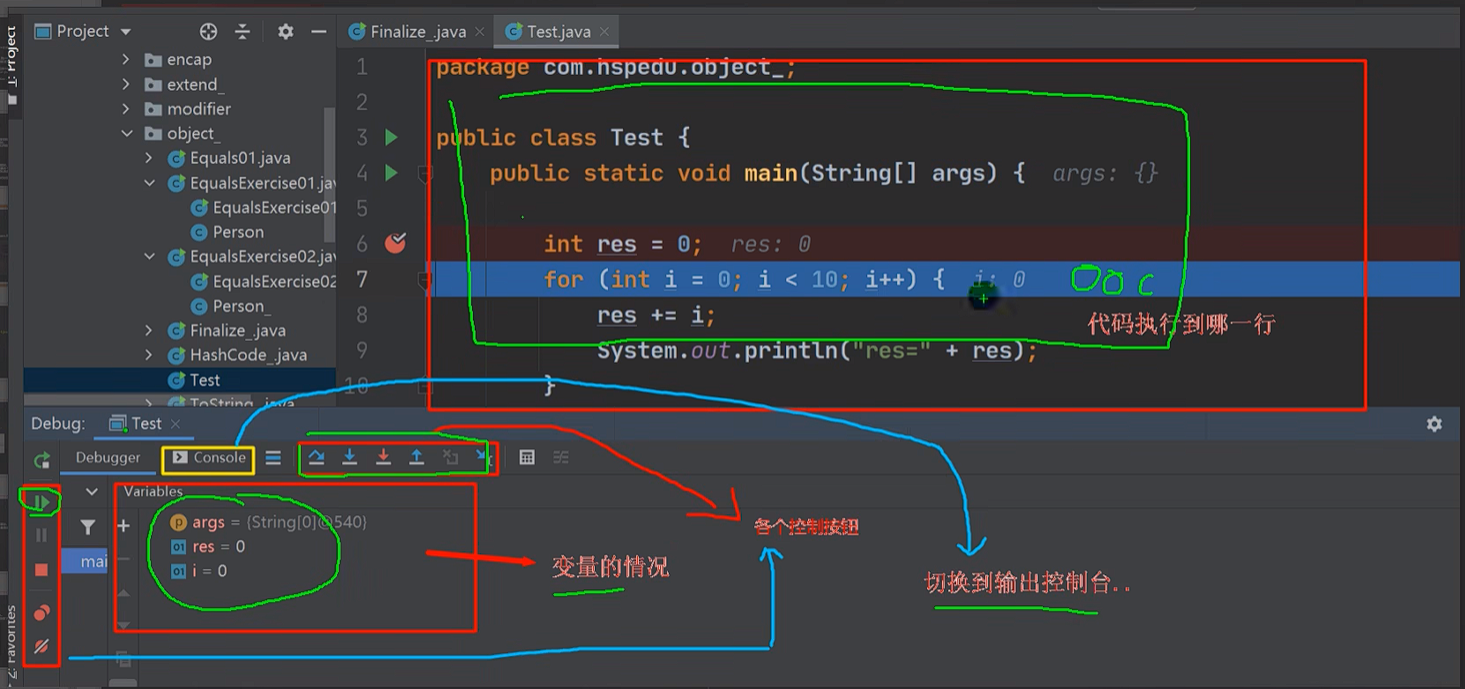 1: Project
Project
Finalize_.java
Test.java
encap
extend_
modifier
object_
Equals01.java
EqualsExercise01.jav
EqualsExercise01
Person
EqualsExercise02.jav
EqualsExercise02
Person_
Finalize_.java
HashCode_.java
Test
ToString_.java
1 package com.hspedu.object_;
2
3 public class Test {
4 public static void main(String[] args) { args: {}
5
6 int res = 0; res: 0
7 for (int i = 0; i < 10; i++) { i: 0
8 res += i;
9 System.out.println("res=" + res);
10 }
代码执行到哪一行
Debug: Test
Debugger
Console
Variables
args = {String[0]@540}
res = 0
i = 0
mai
各个控制按钮
变量的情况
切换到输出控制台..
2: Favorites